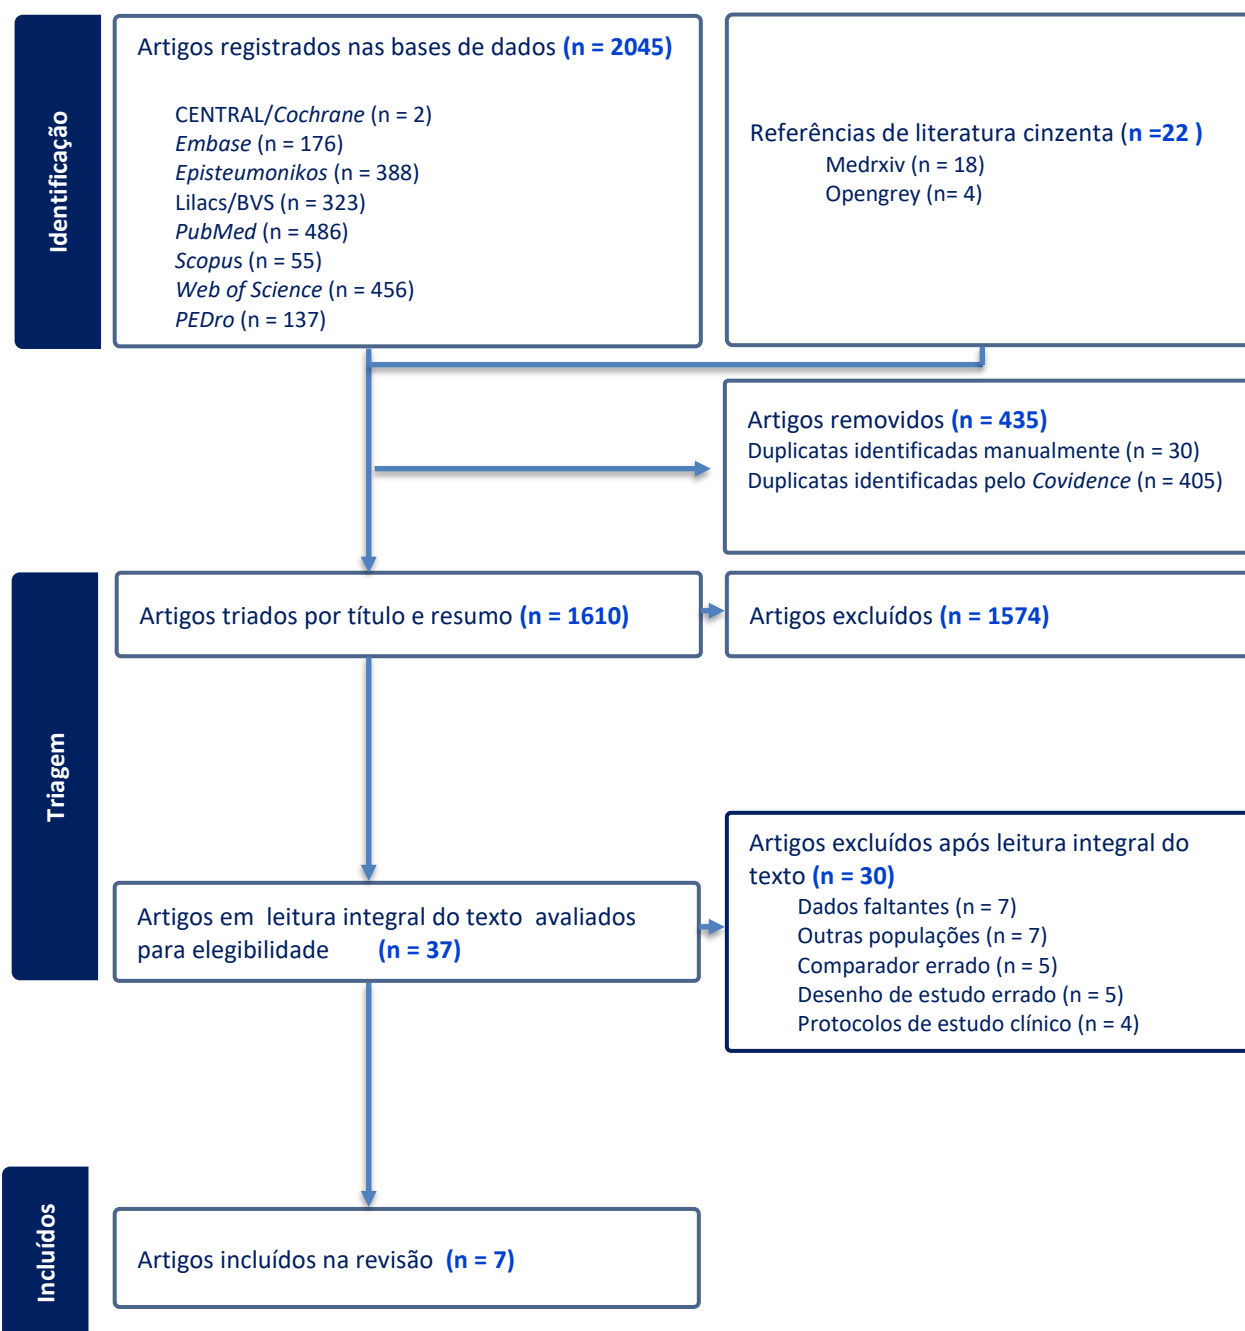 Identificação
Artigos registrados nas bases de dados (n = 2045)
CENTRAL/Cochrane (n = 2)
Embase (n = 176)
Episteumonikos (n = 388)
Lilacs/BVS (n = 323)
PubMed (n = 486)
Scopus (n = 55)
Web of Science (n = 456)
PEDro (n = 137)
Referências de literatura cinzenta (n =22 )
Medrxiv (n = 18)
Opengrey (n= 4)
Artigos removidos (n = 435)
Duplicatas identificadas manualmente (n = 30)
Duplicatas identificadas pelo Covidence (n = 405)
Triagem
Artigos triados por título e resumo (n = 1610)
Artigos excluídos (n = 1574)
Artigos em leitura integral do texto avaliados
para elegibilidade (n = 37)
Artigos excluídos após leitura integral do
texto (n = 30)
Dados faltantes (n = 7)
Outras populações (n = 7)
Comparador errado (n = 5)
Desenho de estudo errado (n = 5)
Protocolos de estudo clínico (n = 4)
Incluídos
Artigos incluídos na revisão (n = 7)